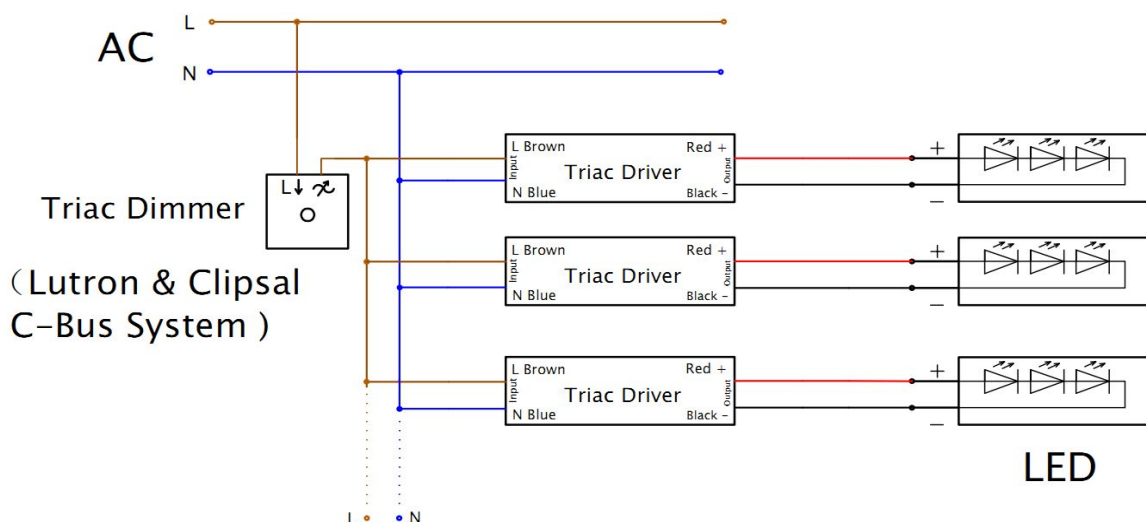 L
AC
N
L Brown
Input
N Blue
Triac Driver
Red +
Output
Black -
+
–
L
Triac Dimmer
(Lutron & Clipsal
C-Bus System )
L Brown
Input
N Blue
Triac Driver
Red +
Output
Black -
+
–
L Brown
Input
N Blue
Triac Driver
Red +
Output
Black -
+
–
LED
L
N